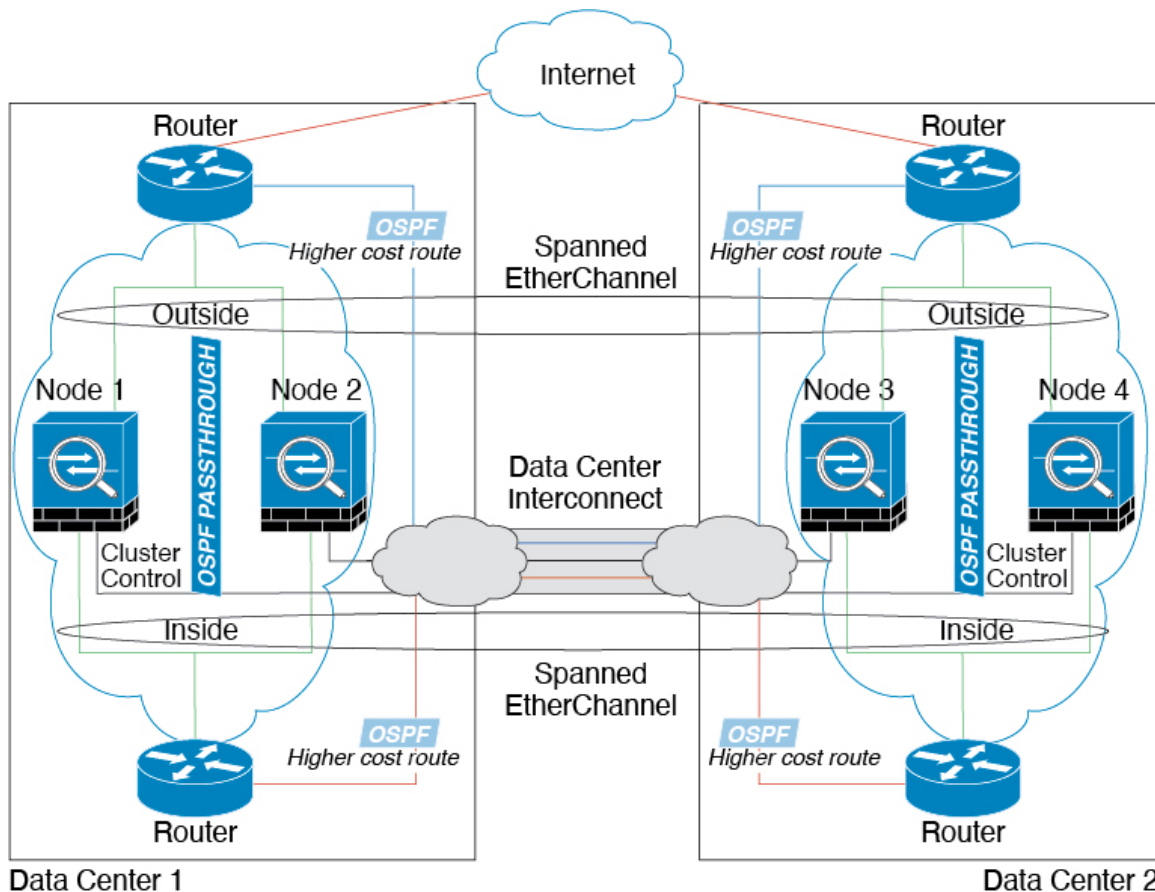 Internet
Router
Router
OSPF
Higher cost route
Spanned
EtherChannel
OSPF
Higher cost route
Outside
Outside
Node 1
OSPF PASSTHROUGH
Node 2
Node 3
OSPF PASSTHROUGH
Node 4
Data Center
Interconnect
Cluster
Control
Cluster
Control
Inside
Inside
Spanned
EtherChannel
OSPF
Higher cost route
OSPF
Higher cost route
Router
Router
Data Center 1
Data Center 2